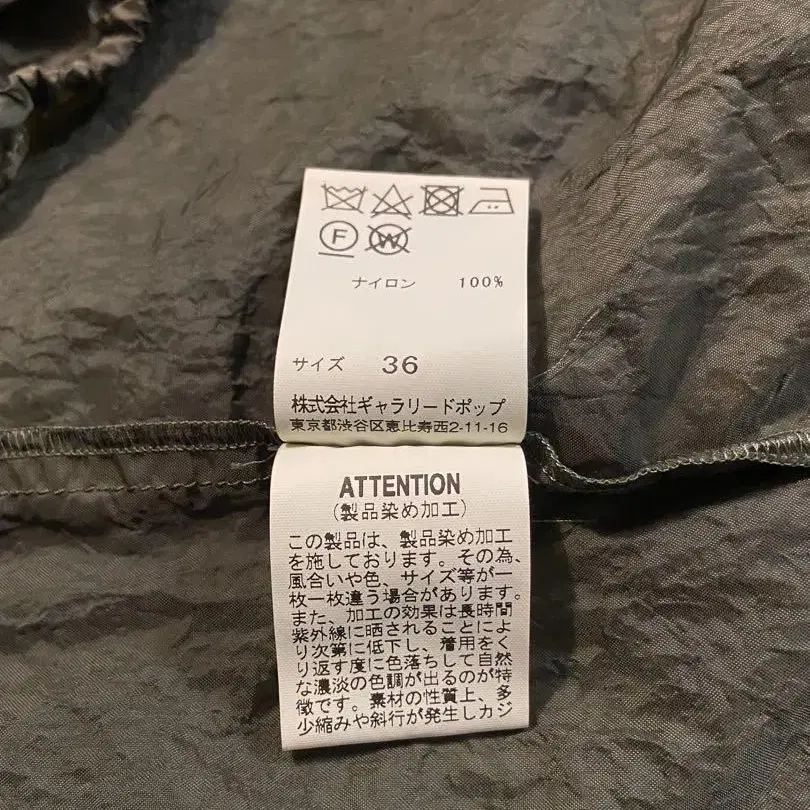 F W
ナイロン 100%
サイズ 36
株式会社ギャラリードポップ
東京都渋谷区恵比寿西2-11-16
ATTENTION
(製品染め加工)
この製品は、製品染め加工
を施しております。その為、
風合いや色、サイズ等が一
枚一枚違う場合があります。
また、加工の効果は長時間
紫外線に晒されることによ
り次第に低下し、着用をく
り返す度に色落ちして自然
な濃淡の色調が出るのが特
徴です。素材の性質上、多
少縮みや斜行が発生しカジ